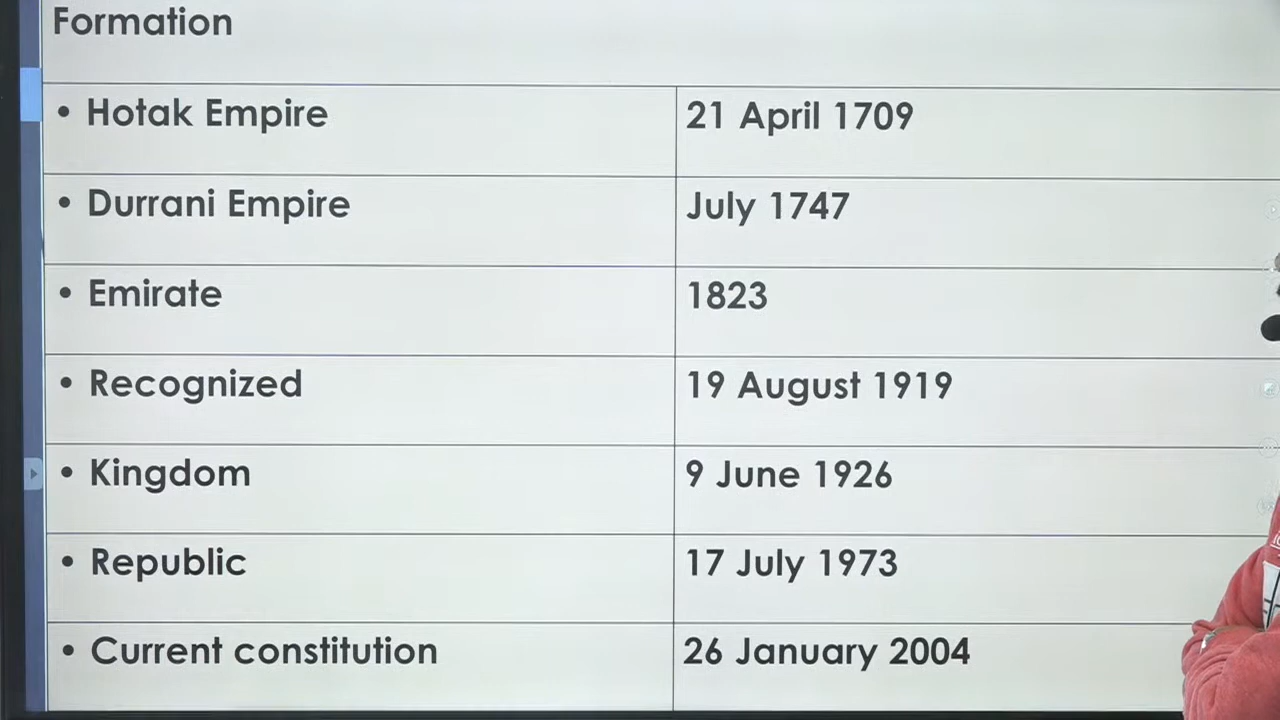 Formation
• Hotak Empire 21 April 1709
• Durrani Empire July 1747
• Emirate 1823
• Recognized 19 August 1919
• Kingdom 9 June 1926
• Republic 17 July 1973
• Current constitution 26 January 2004